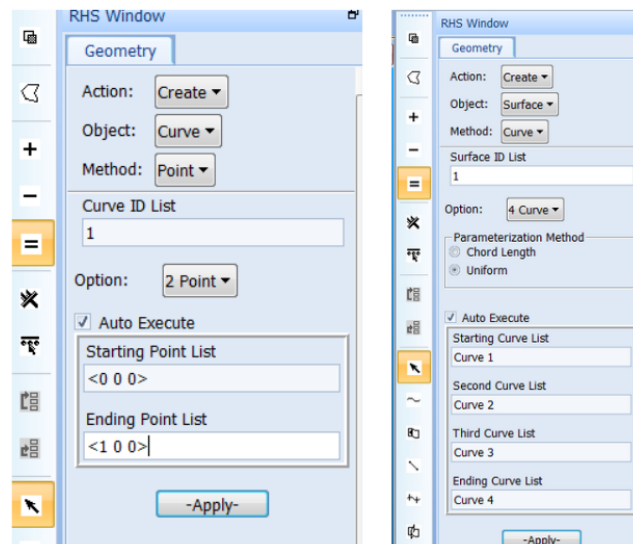 RHS Window
Geometry
Action: Create
Object: Curve
Method: Point
Curve ID List
1
Option: 2 Point
Auto Execute
Starting Point List
<0 0 0>
Ending Point List
<1 0 0>
-Apply-
RHS Window
Geometry
Action: Create
Object: Surface
Method: Curve
Surface ID List
1
Option: 4 Curve
Parameterization Method
Chord Length
Uniform
Auto Execute
Starting Curve List
Curve 1
Second Curve List
Curve 2
Third Curve List
Curve 3
Ending Curve List
Curve 4
-Apply-